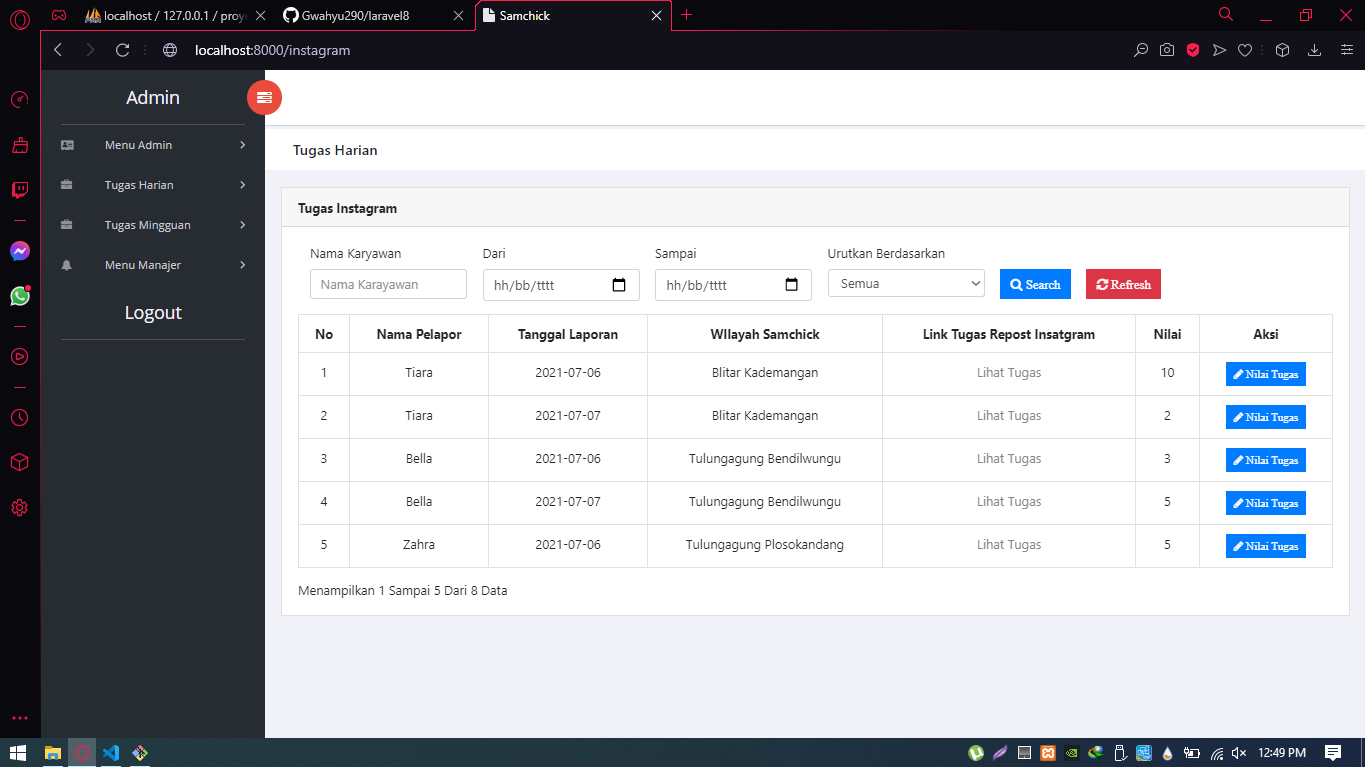 localhost / 127.0.0.1 / proye
Gwahyu290/laravel8
Samchick
localhost:8000/instagram
Admin
Menu Admin
Tugas Harian
Tugas Mingguan
Menu Manajer
Logout
Tugas Harian
Tugas Instagram
Nama Karyawan Dari Sampai Urutkan Berdasarkan
Nama Karayawan hh/bb/tttt hh/bb/tttt Semua Search Refresh
No Nama Pelapor Tanggal Laporan WIlayah Samchick Link Tugas Repost Insatgram Nilai Aksi
1 Tiara 2021-07-06 Blitar Kademangan Lihat Tugas 10 Nilai Tugas
2 Tiara 2021-07-07 Blitar Kademangan Lihat Tugas 2 Nilai Tugas
3 Bella 2021-07-06 Tulungagung Bendilwungu Lihat Tugas 3 Nilai Tugas
4 Bella 2021-07-07 Tulungagung Bendilwungu Lihat Tugas 5 Nilai Tugas
5 Zahra 2021-07-06 Tulungagung Plosokandang Lihat Tugas 5 Nilai Tugas
Menampilkan 1 Sampai 5 Dari 8 Data
12:49 PM